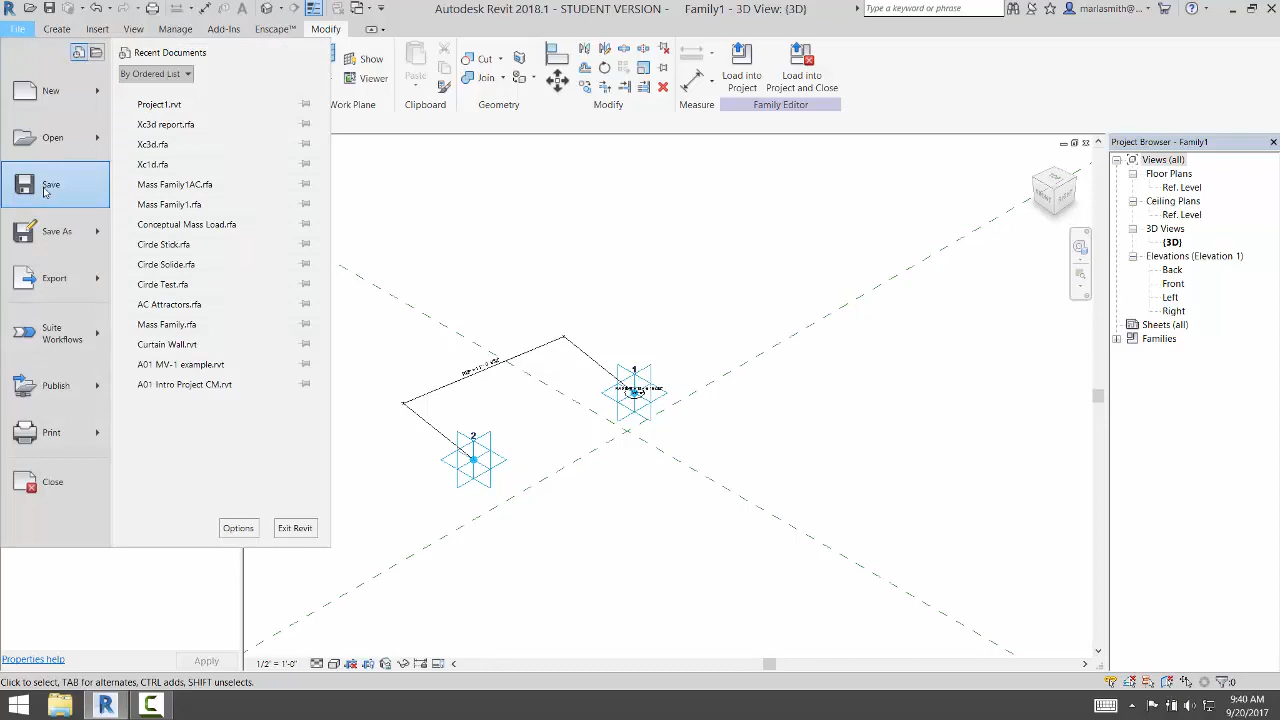 Autodesk Revit 2018.1 - STUDENT VERSION - Family1 - 3D View: {3D}
Type a keyword or phrase
marlasmith@
File
Create
Insert
View
Manage
Add-Ins
Enscape™
Modify
Show
Viewer
Work Plane
Paste
Clipboard
Cut
Join
Geometry
Modify
Measure
Load into
Project
Load into
Project and Close
Family Editor
New
Open
Save
Save As
Export
Suite
Workflows
Publish
Print
Close
Recent Documents
By Ordered List
Project1.rvt
Xc3d report.rfa
Xc3d.rfa
Xc1d.rfa
Mass Family1AC.rfa
Mass Family1.rfa
Conceptual Mass Load.rfa
Circle Stick.rfa
Circle Solide.rfa
Circle Test.rfa
AC Attractors.rfa
Mass Family.rfa
Curtain Wall.rvt
A01 MV-1 example.rvt
A01 Intro Project CM.rvt
Options
Exit Revit
TOP
FRONT
RIGHT
1
2
Project Browser - Family1
Views (all)
Floor Plans
Ref. Level
Ceiling Plans
Ref. Level
3D Views
{3D}
Elevations (Elevation 1)
Back
Front
Left
Right
Sheets (all)
Families
Properties help
Apply
1/2" = 1'-0"
Click to select, TAB for alternates, CTRL adds, SHIFT unselects.
:0
9:40 AM
9/20/2017